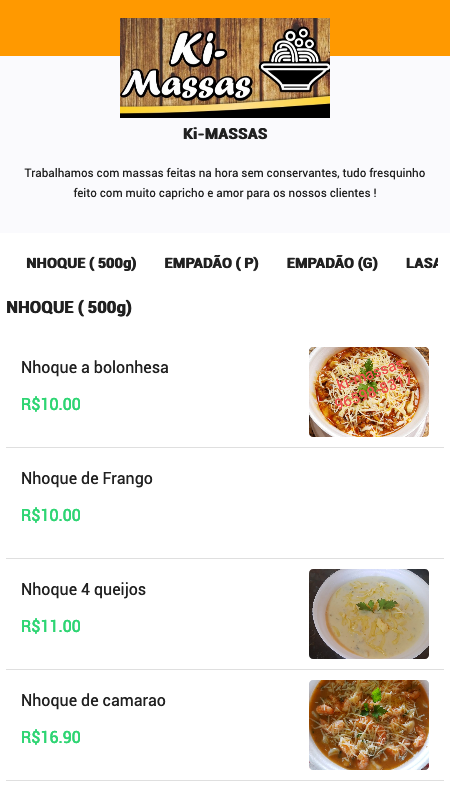 Ki-
Massas
Ki-MASSAS
Trabalhamos com massas feitas na hora sem conservantes, tudo fresquinho
feito com muito capricho e amor para os nossos clientes !
NHOQUE ( 500g)
EMPADÃO ( P)
EMPADÃO (G)
LASA
NHOQUE ( 500g)
Nhoque a bolonhesa
R$10.00
Ki-Massas
Nhoque de Frango
R$10.00
Nhoque 4 queijos
R$11.00
Nhoque de camarao
R$16.90